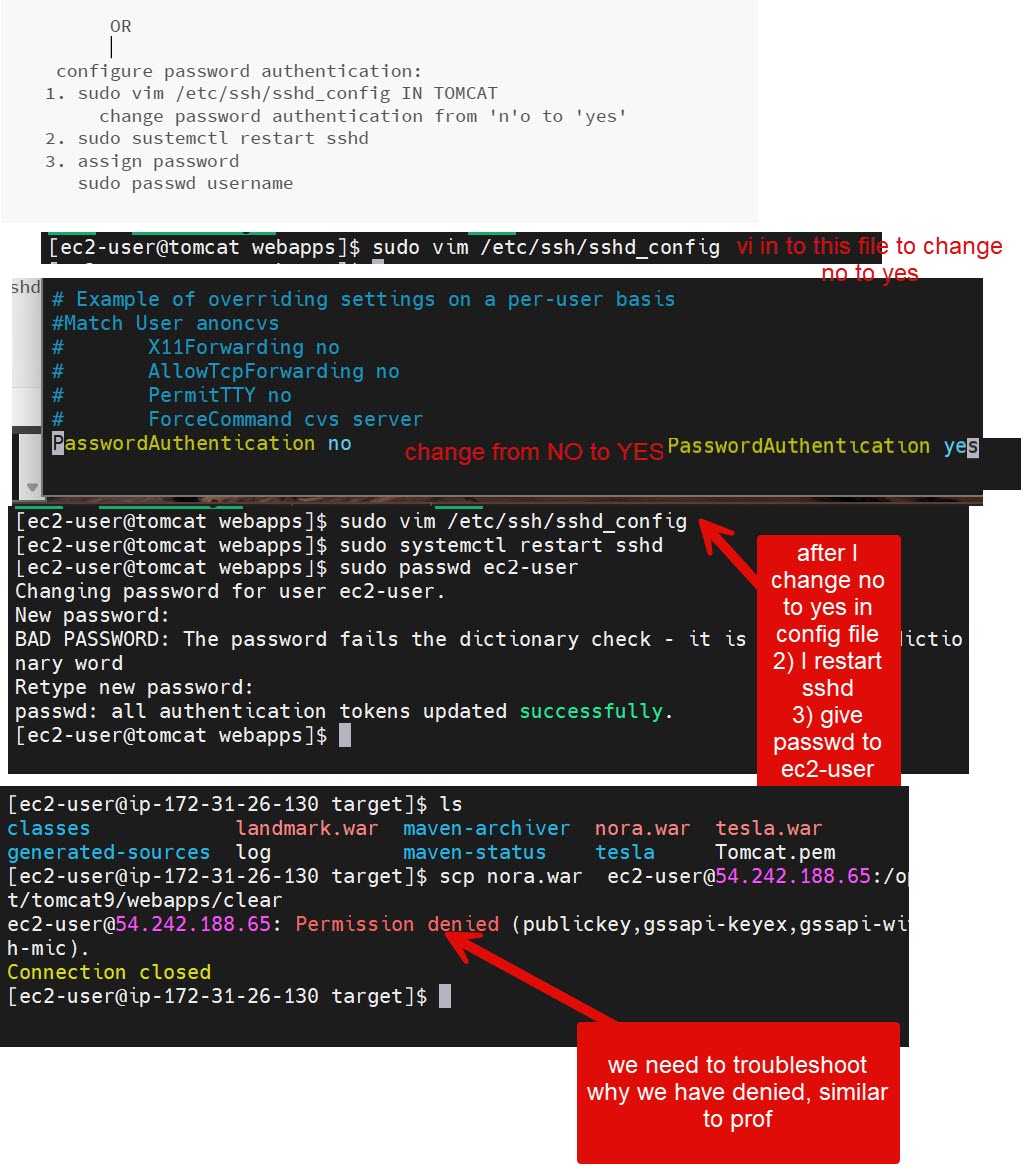 OR
|
configure password authentication:
1. sudo vim /etc/ssh/sshd_config IN TOMCAT
change password authentication from 'n'o to 'yes'
2. sudo sustemctl restart sshd
3. assign password
sudo passwd username
[ec2-user@tomcat webapps]$ sudo vim /etc/ssh/sshd_config
vi in to this file to change
no to yes
shd
# Example of overriding settings on a per-user basis
#Match User anoncvs
#       X11Forwarding no
#       AllowTcpForwarding no
#       PermitTTY no
#       ForceCommand cvs server
PasswordAuthentication no
change from NO to YES
PasswordAuthentication yes
[ec2-user@tomcat webapps]$ sudo vim /etc/ssh/sshd_config
[ec2-user@tomcat webapps]$ sudo systemctl restart sshd
[ec2-user@tomcat webapps]$ sudo passwd ec2-user
Changing password for user ec2-user.
New password:
BAD PASSWORD: The password fails the dictionary check - it is dictio
nary word
Retype new password:
passwd: all authentication tokens updated successfully.
[ec2-user@tomcat webapps]$
after I
change no
to yes in
config file
2) I restart
sshd
3) give
passwd to
ec2-user
[ec2-user@ip-172-31-26-130 target]$ ls
classes landmark.war maven-archiver nora.war tesla.war
generated-sources log maven-status tesla Tomcat.pem
[ec2-user@ip-172-31-26-130 target]$ scp nora.war  ec2-user@54.242.188.65:/op
t/tomcat9/webapps/clear
ec2-user@54.242.188.65: Permission denied (publickey,gssapi-keyex,gssapi-wit
h-mic).
Connection closed
[ec2-user@ip-172-31-26-130 target]$
we need to troubleshoot
why we have denied, similar
to prof